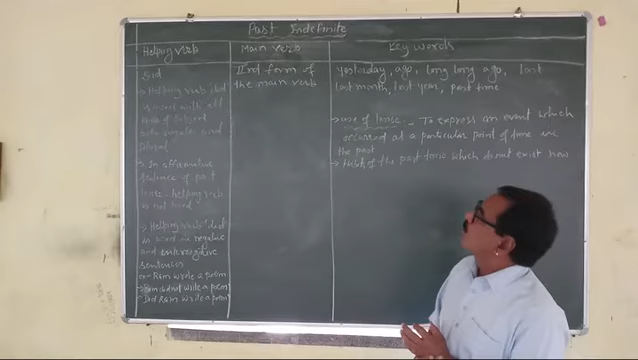 Past Indefinite
Helping verb
Main verb
Key words
Did
→ Helping verb 'did
is used with all
kind of subject
both singular and
plural
→ In affirmative
sentence of past
tense - helping verb
is not used
→ Helping verb 'did
is used in negative
and interrogitive
sentences
ex- Ram wrote a poem
→ Ram did not write a poem
→ Did Ram write a poem
IInd form of
the main verb
yesterday, ago, long long ago, last
last month, last year, past time
→ use of tense - To express an event which
occurred at a particular point of time in
the past
→ Habit of the past time which do not exist now